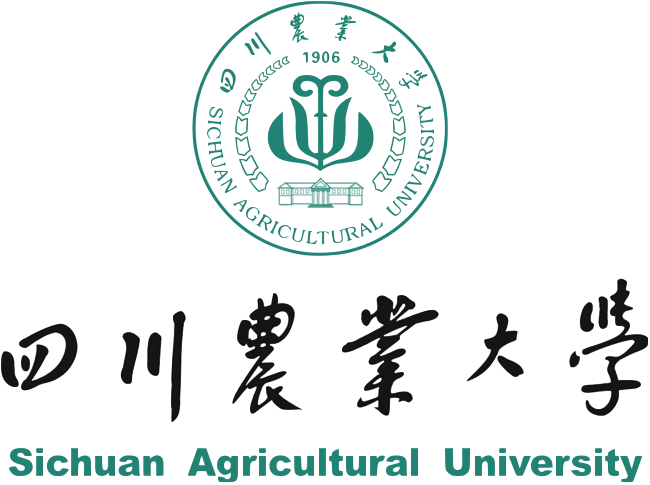 四川農業大學
1906
SICHUAN AGRICULTURAL UNIVERSITY
四川農業大學
Sichuan Agricultural University